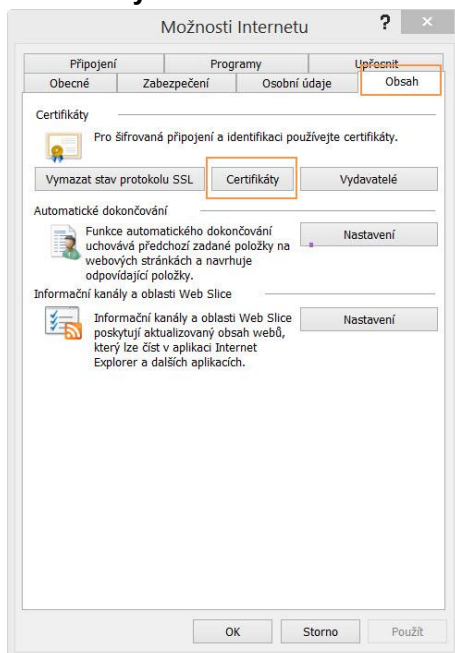 Možnosti Internetu
?
×
Připojení
Programy
Upřesnit
Obecné
Zabezpečení
Osobní údaje
Obsah
Certifikáty
Pro šifrovaná připojení a identifikaci používejte certifikáty.
Vymazat stav protokolu SSL
Certifikáty
Vydavatelé
Automatické dokončování
Funkce automatického dokončování
uchovává předchozí zadané položky na
webových stránkách a navrhuje
odpovídající položky.
Nastavení
Informační kanály a oblasti Web Slice
Informační kanály a oblasti Web Slice
poskytují aktualizovaný obsah webů,
který lze číst v aplikaci Internet
Explorer a dalších aplikacích.
Nastavení
OK
Storno
Použít